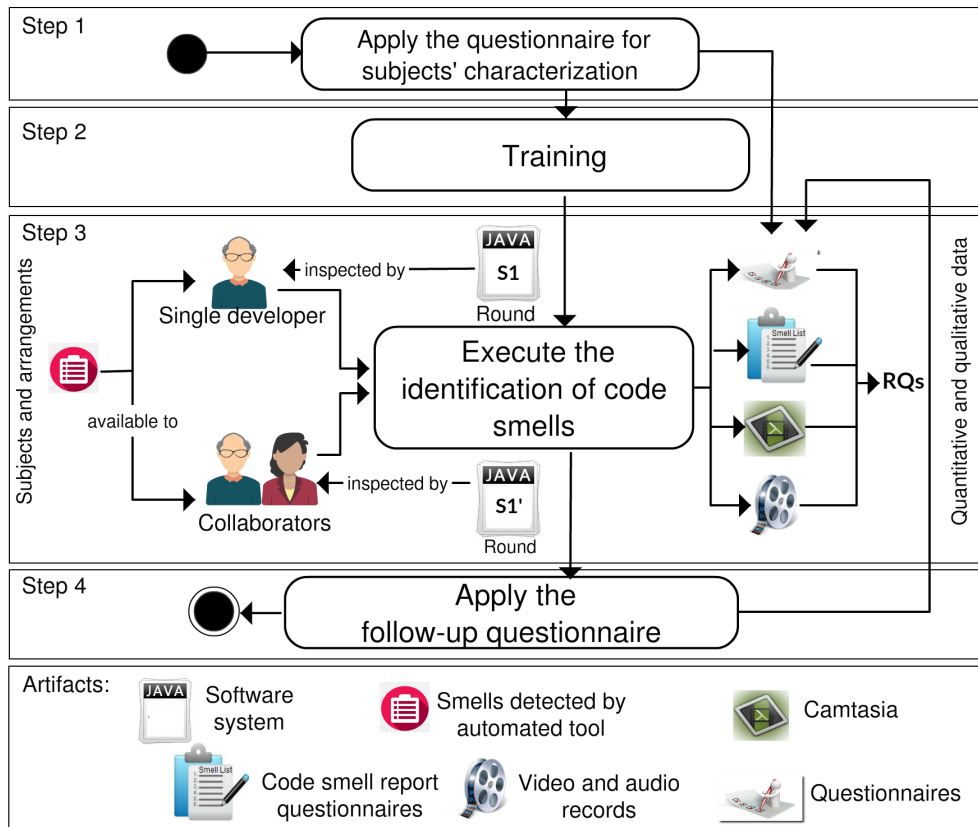 Step 1
Apply the questionnaire for
subjects' characterization
Step 2
Training
Step 3
Subjects and arrangements
Single developer
available to
Collaborators
inspected by
JAVA
S1
Round
Execute the
identification of code
smells
inspected by
JAVA
S1'
Round
Smell List
RQs
Quantitative and qualitative data
Step 4
Apply the
follow-up questionnaire
Artifacts:
JAVA
Software
system
Smells detected by
automated tool
Camtasia
Smell List
Code smell report
questionnaires
Video and audio
records
Questionnaires